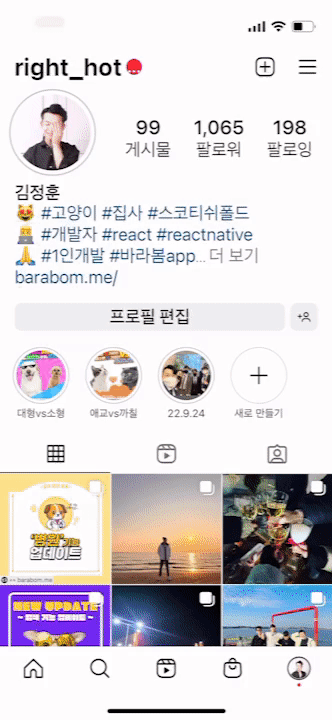 right_hot
99 1,065 198
게시물 팔로워 팔로잉
김정훈
😻 #고양이 #집사 #스코티쉬폴드
🧑‍💻 #개발자 #react #reactnative
🙏 #1인개발 #바라봄app... 더 보기
barabom.me/
프로필 편집
대형vs소형 애교vs까칠 22.9.24 새로 만들기
'병원' 기능
업데이트
barabom.me
NEW UPDATE